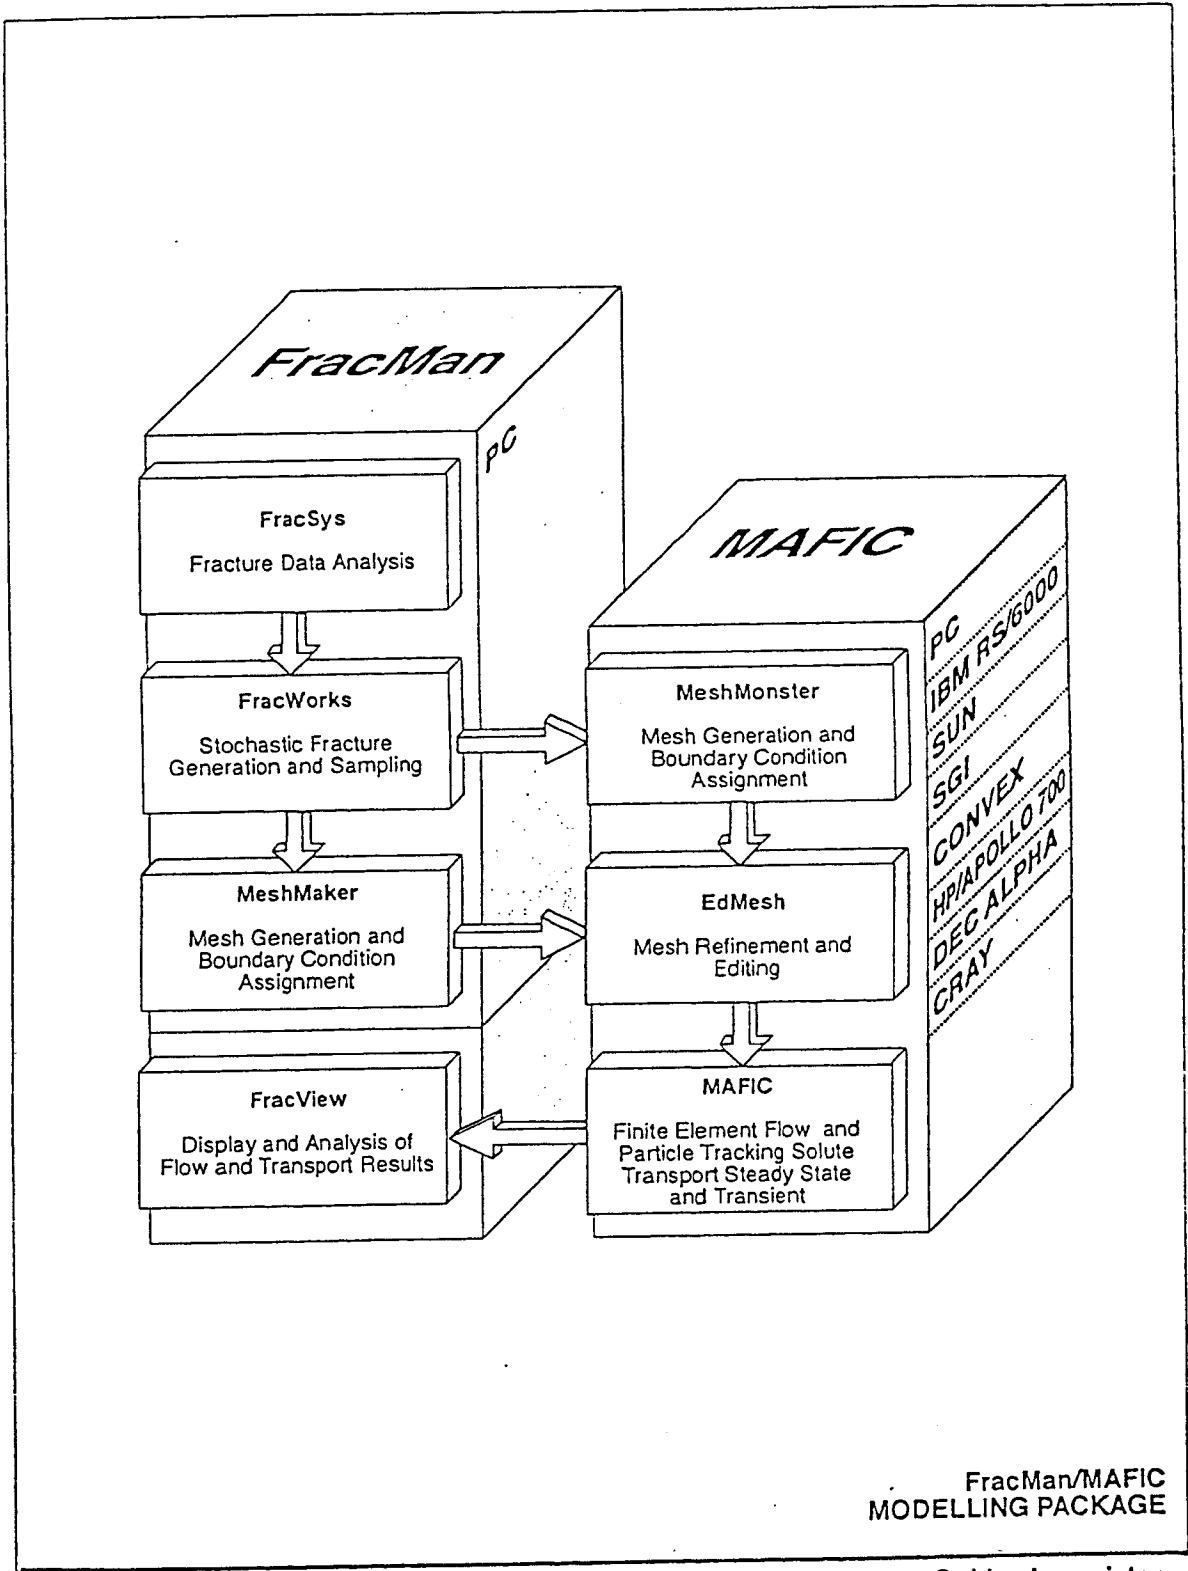 FracMan
PC
FracSys
Fracture Data Analysis
FracWorks
Stochastic Fracture
Generation and Sampling
MeshMaker
Mesh Generation and
Boundary Condition
Assignment
FracView
Display and Analysis of
Flow and Transport Results
MAFIC
PC
IBM RS/6000
SUN
SGI
CONVEX
HP/APOLLO 700
DEC ALPHA
CRAY
MeshMonster
Mesh Generation and
Boundary Condition
Assignment
EdMesh
Mesh Refinement and
Editing
MAFIC
Finite Element Flow and
Particle Tracking Solute
Transport Steady State
and Transient
FracMan/MAFIC
MODELLING PACKAGE